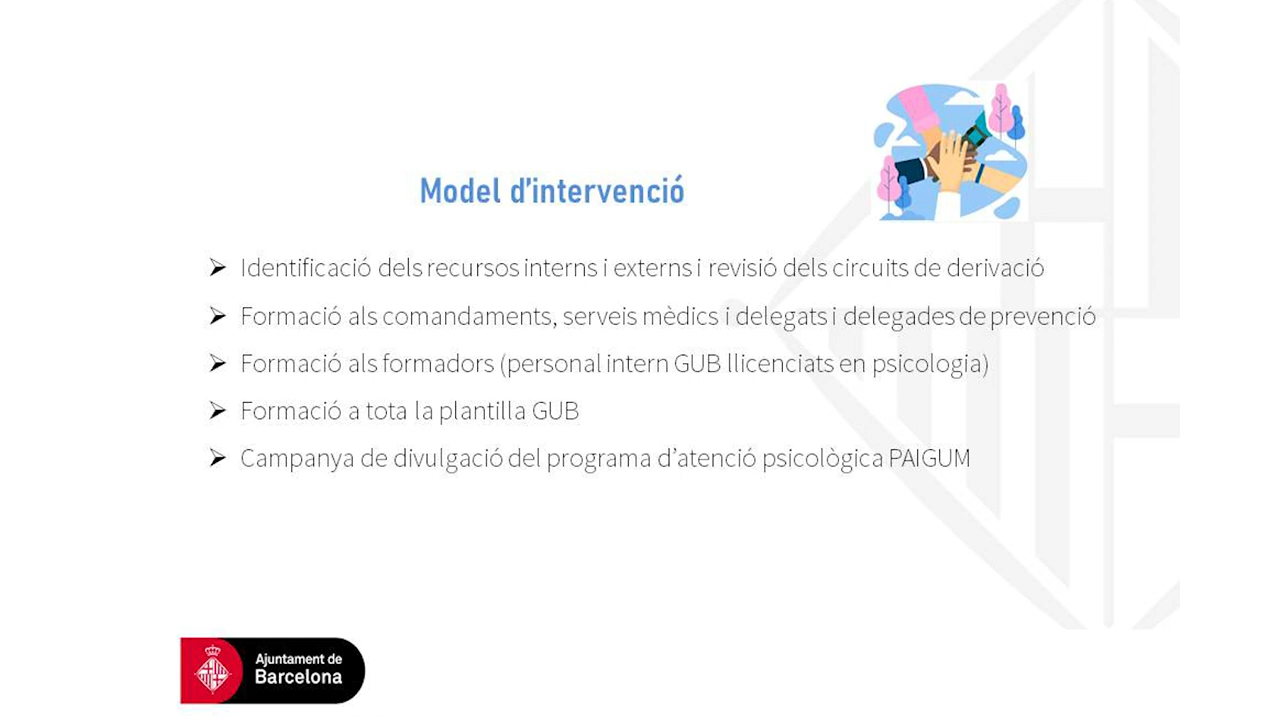 Model d'intervenció
Identificació dels recursos interns i externs i revisió dels circuits de derivació
Formació als comandaments, serveis mèdics i delegats i delegades de prevenció
Formació als formadors (personal intern GUB llicenciats en psicologia)
Formació a tota la plantilla GUB
Campanya de divulgació del programa d'atenció psicològica PAIGUM
Ajuntament de
Barcelona